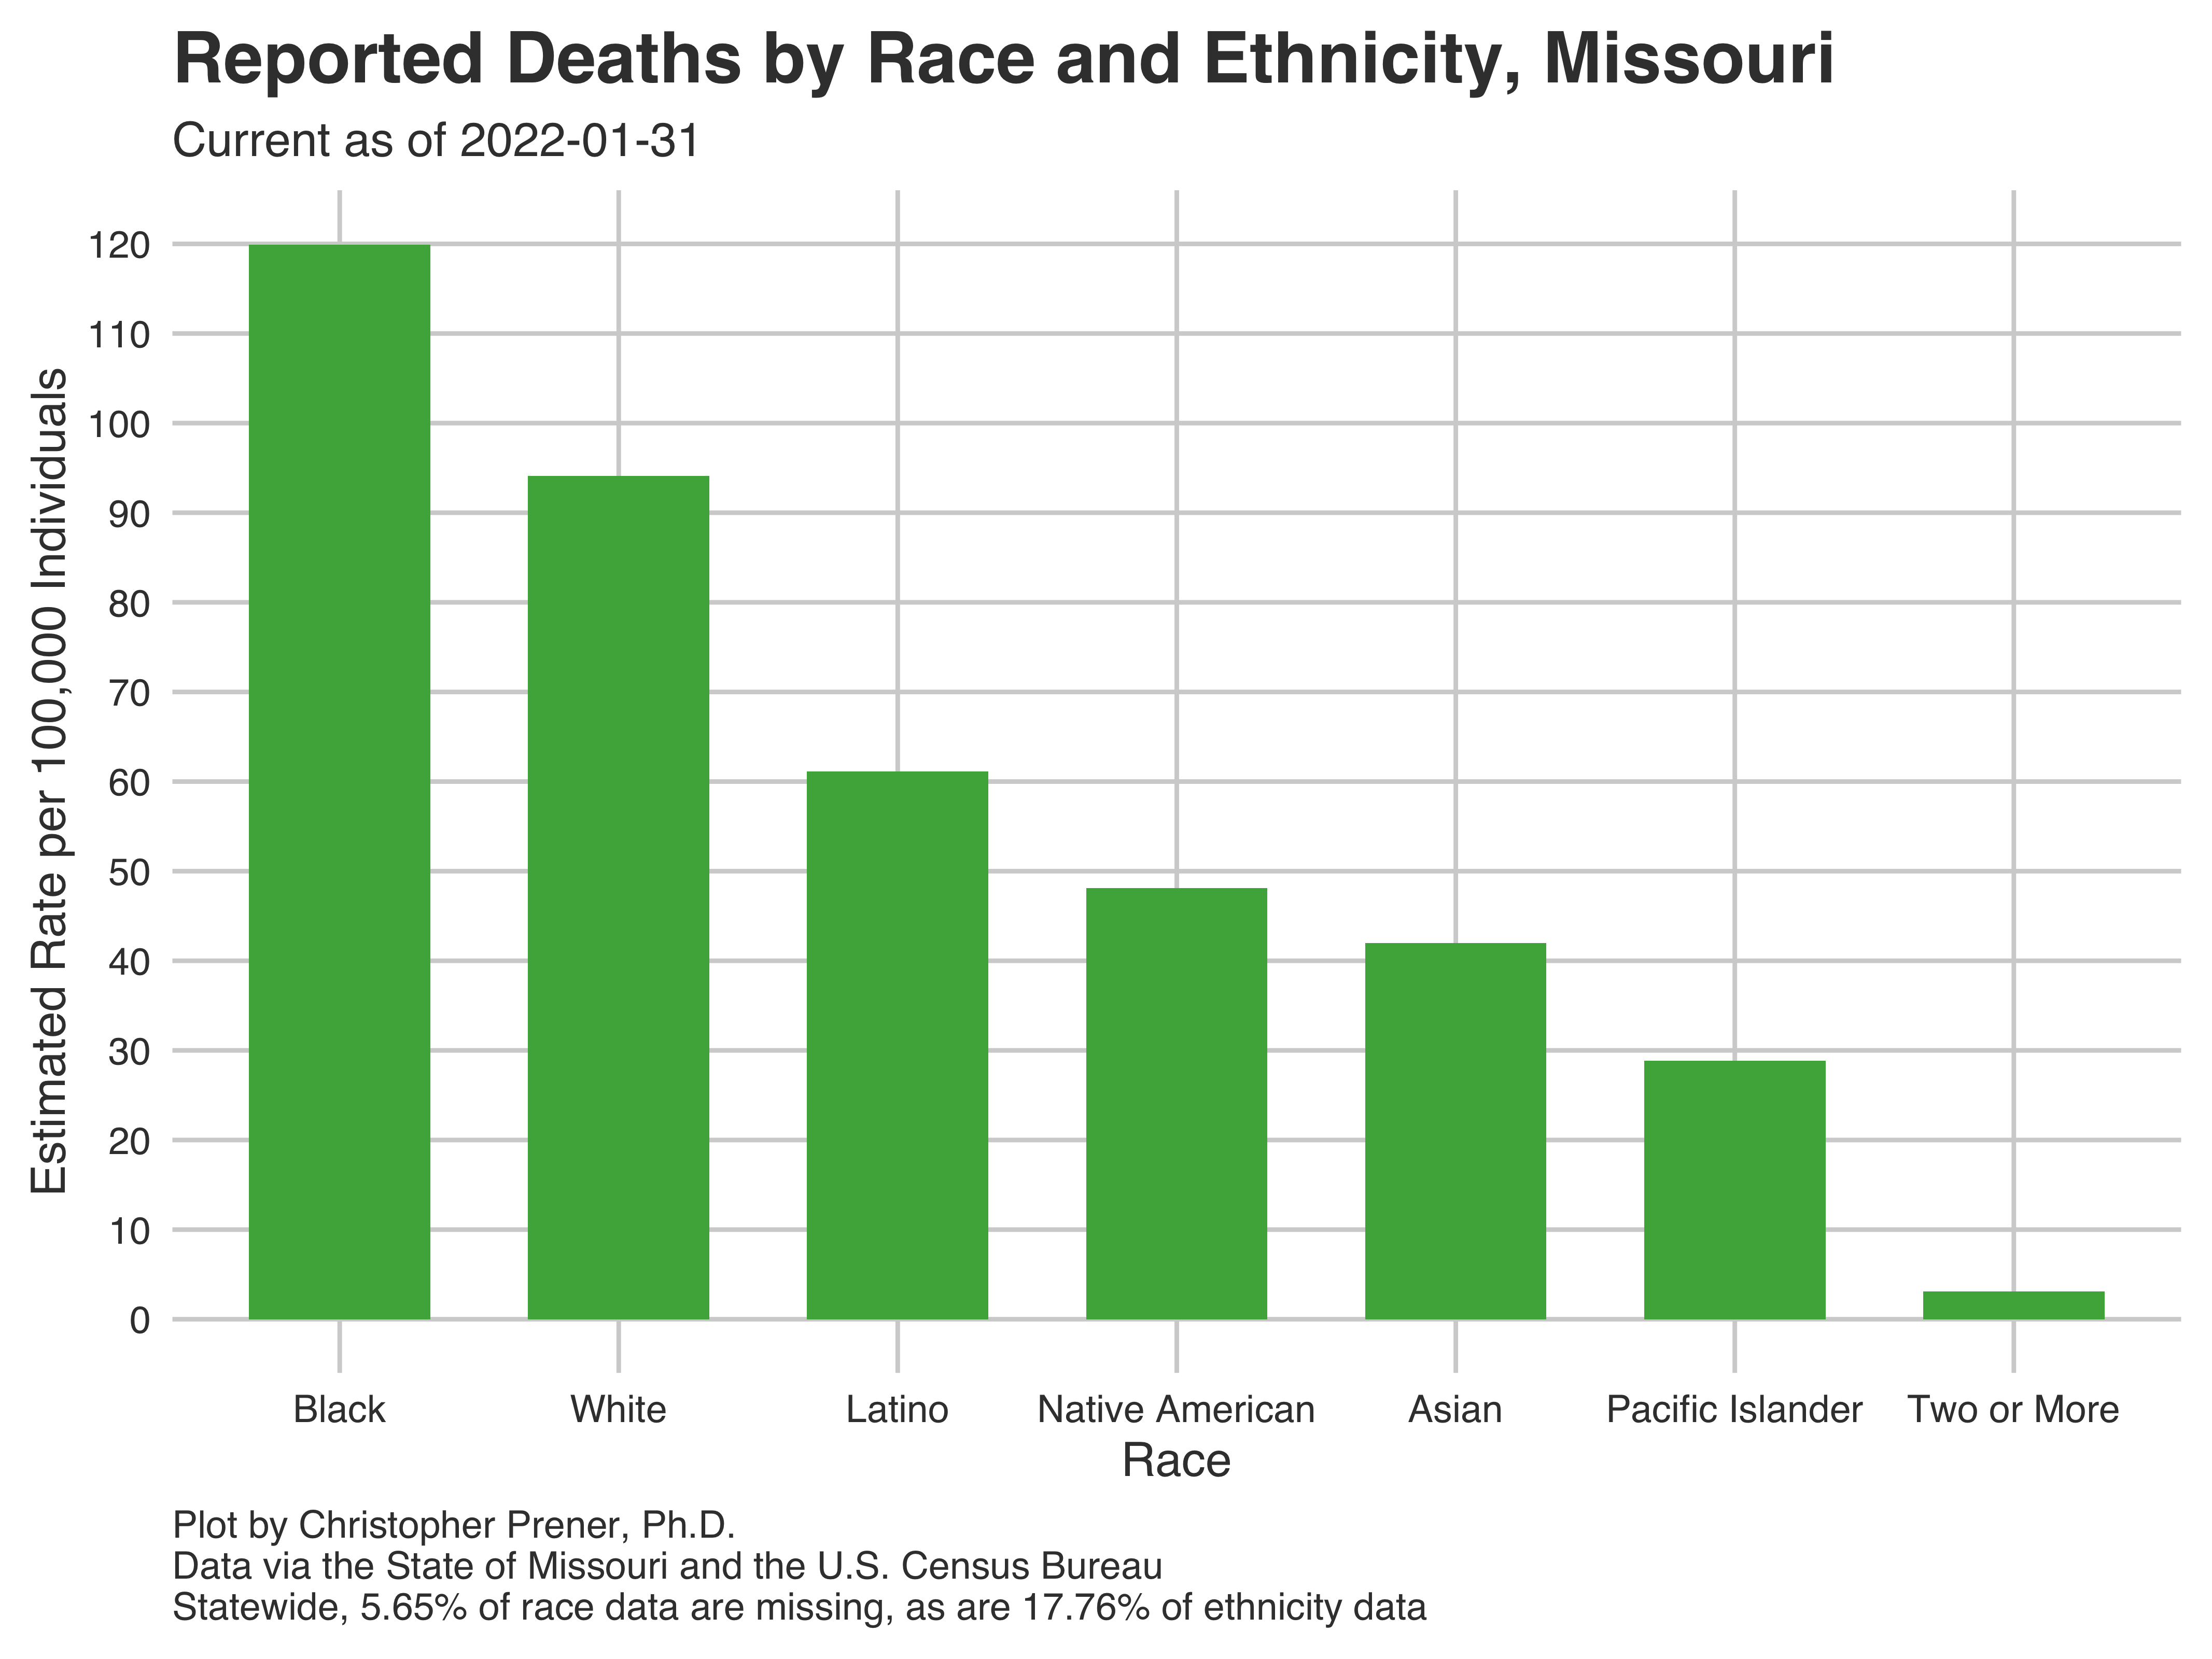 Reported Deaths by Race and Ethnicity, Missouri
Current as of 2022-01-31
Estimated Rate per 100,000 Individuals
120
110
100
90
80
70
60
50
40
30
20
10
0
Black White Latino Native American Asian Pacific Islander Two or More
Race
Plot by Christopher Prener, Ph.D.
Data via the State of Missouri and the U.S. Census Bureau
Statewide, 5.65% of race data are missing, as are 17.76% of ethnicity data